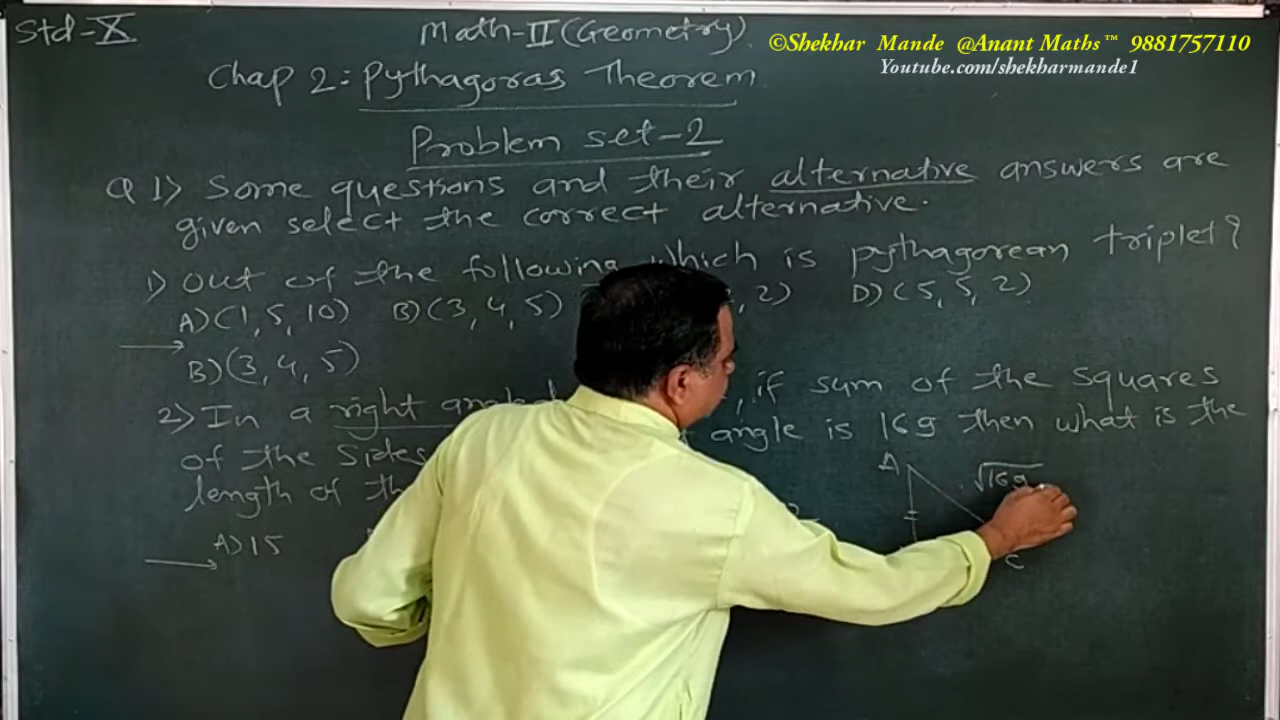 Std-X
Math-II (Geometry)
©Shekhar Mande @Anant Maths™ 9881757110
Youtube.com/shekharmande1
Chap 2: Pythagoras Theorem
Problem set-2
Q 1> Some questions and their alternative answers are
given select the correct alternative.
1) Out of the following which is pythagorean triplet?
A) (1, 5, 10) B) (3, 4, 5) , 2) D) (5, 5, 2)
B) (3, 4, 5)
2) In a right , if sum of the squares
of the sides angle is 169 then what is the
length of
A
√169
C
A) 15